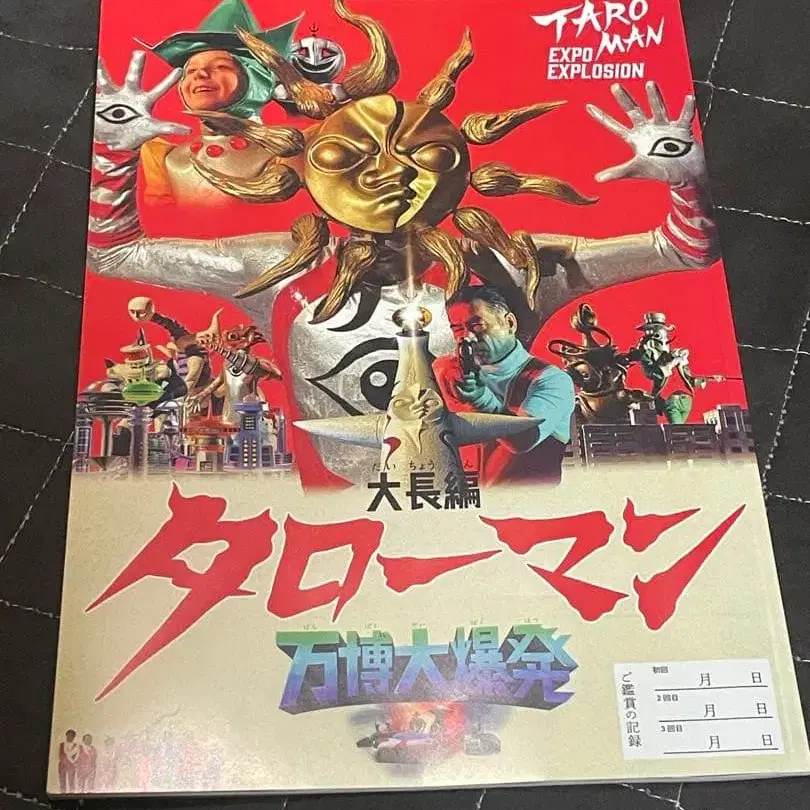 TARO
MAN
EXPO
EXPLOSION
だいちょうへん
大長編
タローマン
ばんぱくだいばくはつ
万博大爆発
ご鑑賞の記録
初回
月 日
2回目
月 日
3回目
月 日